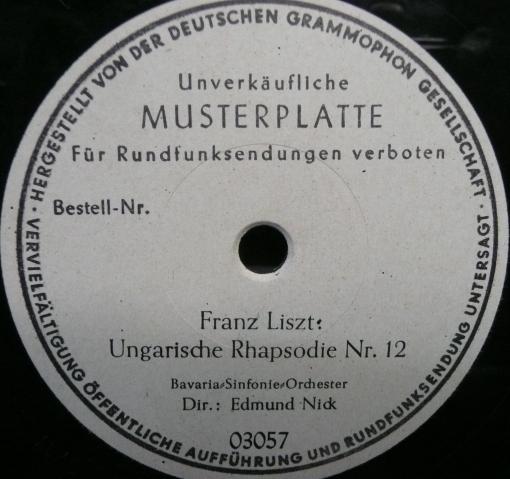 · HERGESTELLT VON DER DEUTSCHEN GRAMMOPHON GESELLSCHAFT ·
Unverkäufliche
MUSTERPLATTE
Für Rundfunksendungen verboten
Bestell-Nr.
Franz Liszt:
Ungarische Rhapsodie Nr. 12
Bavaria-Sinfonie-Orchester
Dir.: Edmund Nick
03057
VERVIELFÄLTIGUNG ÖFFENTLICHE AUFFÜHRUNG UND RUNDFUNKSENDUNG UNTERSAGT